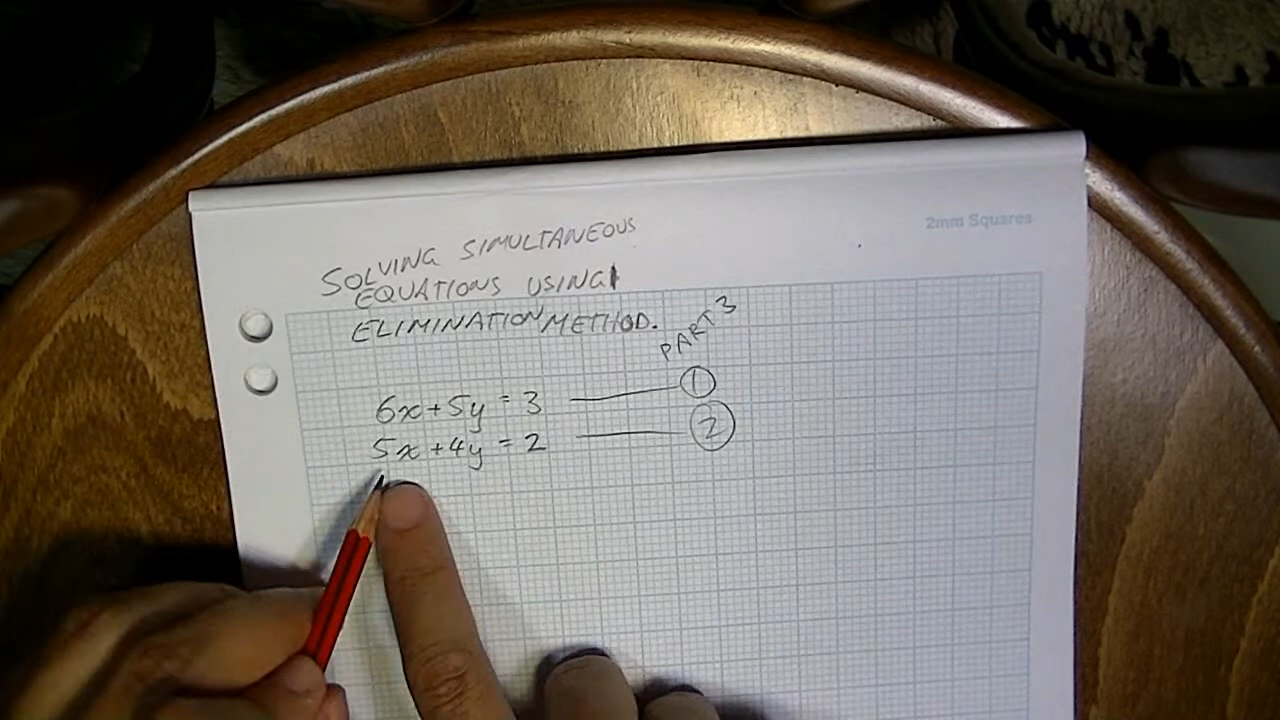 2mm Squares
SOLVING SIMULTANEOUS
EQUATIONS USING
ELIMINATION METHOD.
PART 3
6x+5y = 3 ——— 1
5x+4y = 2 ——— 2